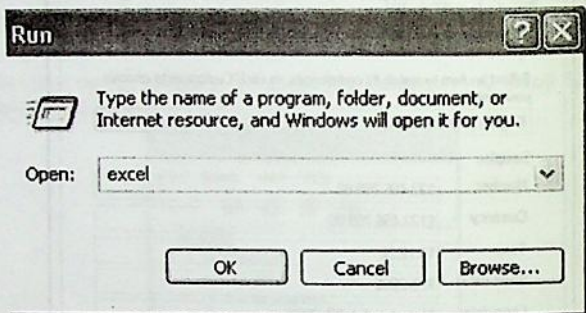 Run
Type the name of a program, folder, document, or
Internet resource, and Windows will open it for you.
Open: excel
OK Cancel Browse...